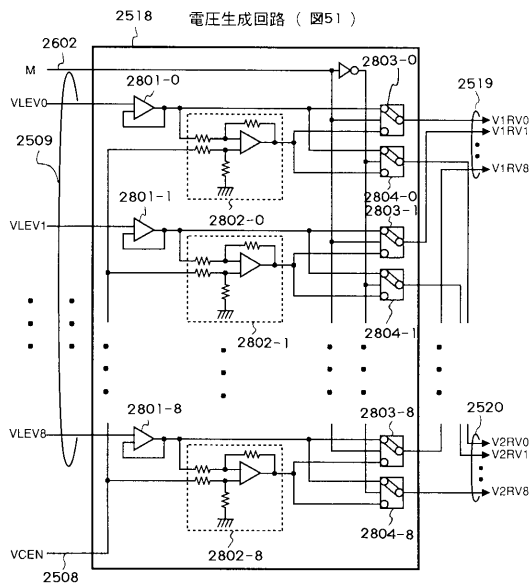 電圧生成回路 ( 図51 )
2518
2602
M
2801-0
2803-0
2519
VLEV0
V1RV0
V1RV1
V1RV8
2509
2802-0
2804-0
2803-1
2801-1
VLEV1
2802-1
2804-1
2801-8
2803-8
2520
VLEV8
V2RV0
V2RV1
V2RV8
2802-8
2804-8
VCEN
2508